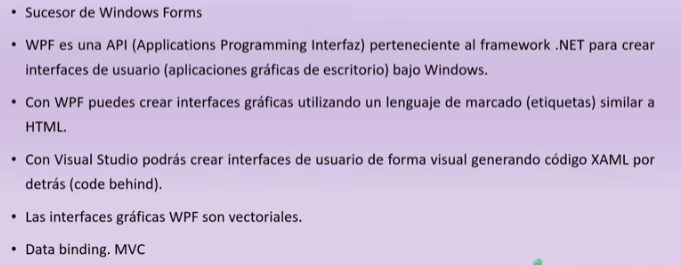 • Sucesor de Windows Forms
• WPF es una API (Applications Programming Interfaz) perteneciente al framework .NET para crear
interfaces de usuario (aplicaciones gráficas de escritorio) bajo Windows.
• Con WPF puedes crear interfaces gráficas utilizando un lenguaje de marcado (etiquetas) similar a
HTML.
• Con Visual Studio podrás crear interfaces de usuario de forma visual generando código XAML por
detrás (code behind).
• Las interfaces gráficas WPF son vectoriales.
• Data binding. MVC